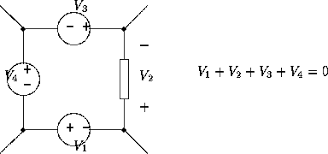 V₃
− +
−
+
V₄
−
V₂
V₁ + V₂ + V₃ + V₄ = 0
+
+ −
V₁